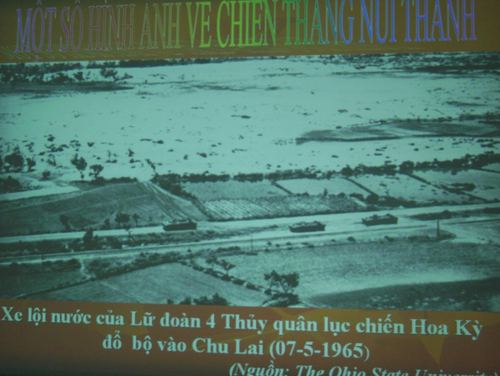 MỘT SỐ HÌNH ẢNH VỀ CHIẾN THẮNG NÚI THÀNH
Xe lội nước của Lữ đoàn 4 Thủy quân lục chiến Hoa Kỳ
đổ bộ vào Chu Lai (07-5-1965)
(Nguồn: The Ohio State University)